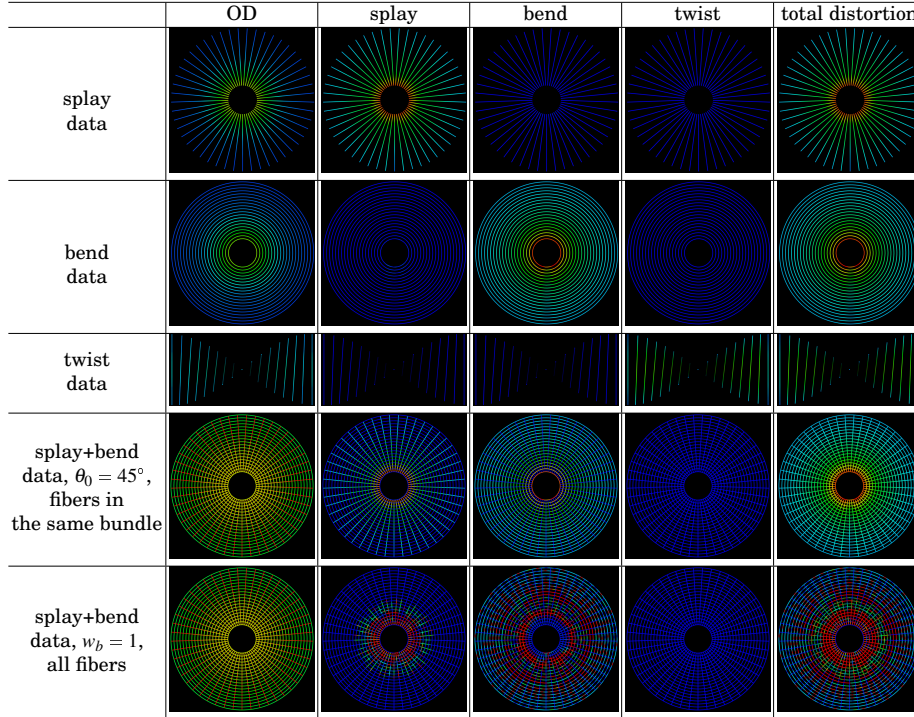 OD splay bend twist total distortion
splay
data
bend
data
twist
data
splay+bend
data, θ₀ = 45°,
fibers in
the same bundle
splay+bend
data, w_b = 1,
all fibers